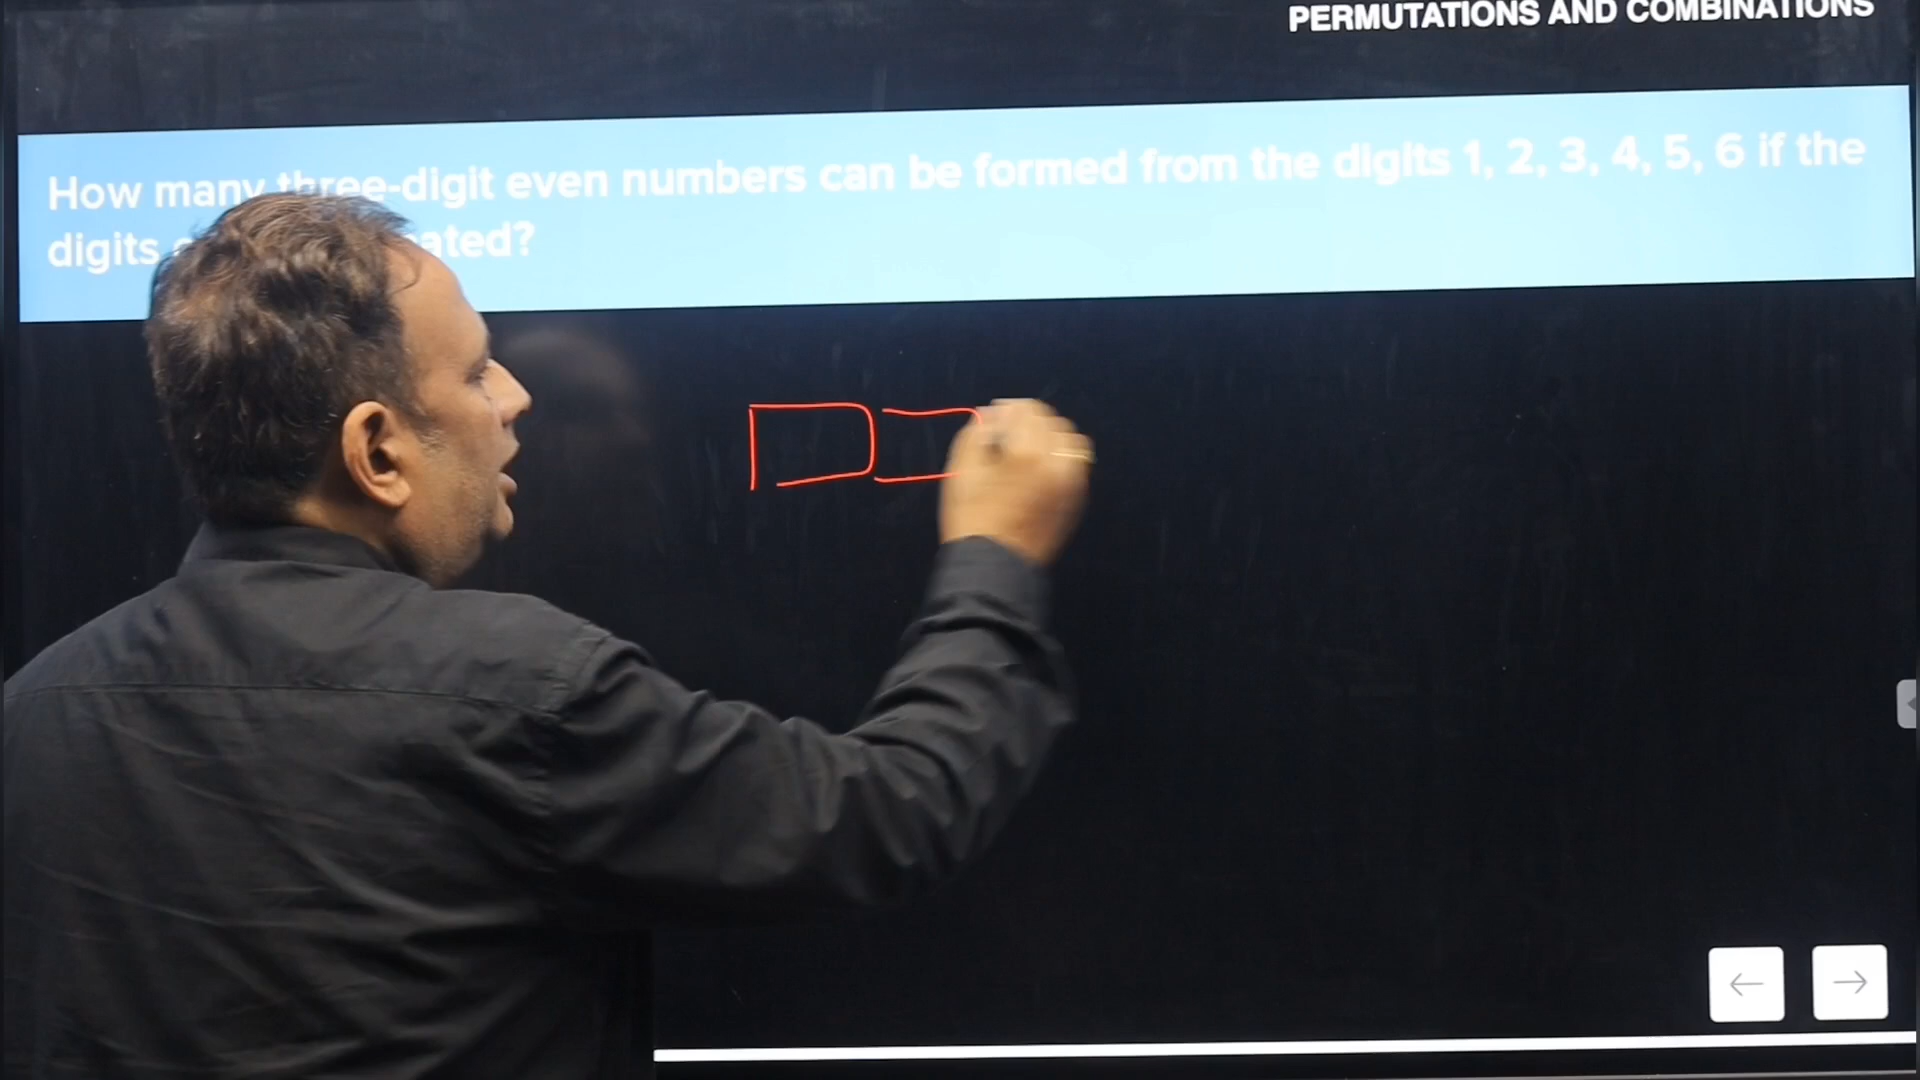 PERMUTATIONS AND COMBINATIONS
How many three-digit even numbers can be formed from the digits 1, 2, 3, 4, 5, 6 if the
digits ated?